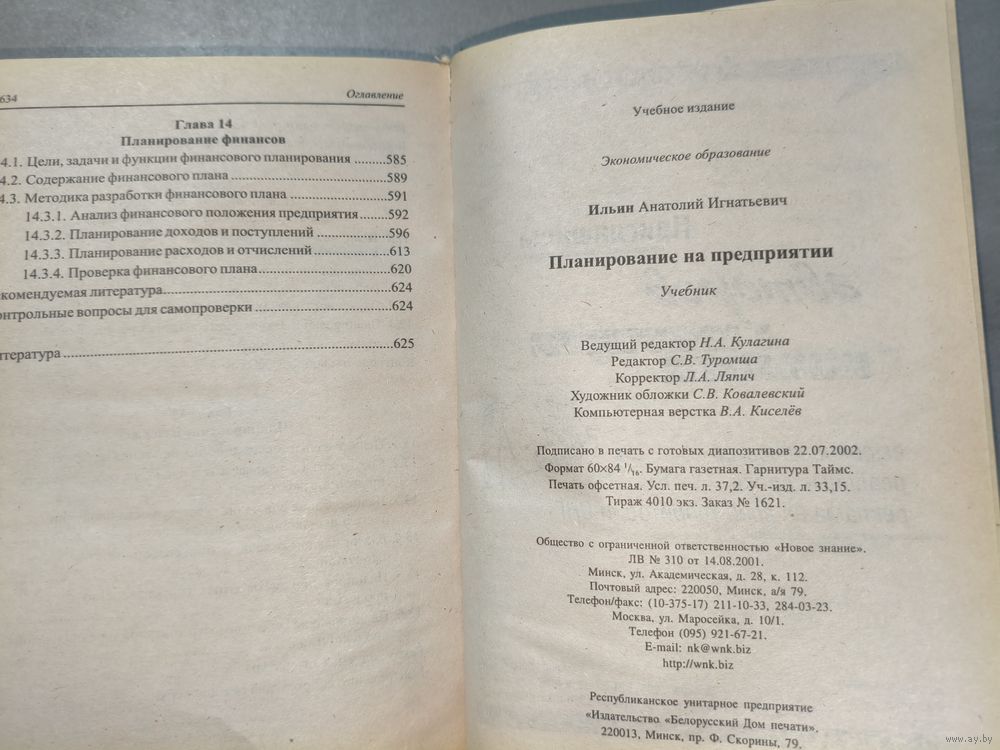 634
Оглавление
Глава 14
Планирование финансов
4.1. Цели, задачи и функции финансового планирования ........585
4.2. Содержание финансового плана ........589
4.3. Методика разработки финансового плана ........591
14.3.1. Анализ финансового положения предприятия ........592
14.3.2. Планирование доходов и поступлений ........596
14.3.3. Планирование расходов и отчислений ........613
14.3.4. Проверка финансового плана ........620
екомендуемая литература ........624
онтрольные вопросы для самопроверки ........624
итература ........625
Учебное издание
Экономическое образование
Ильин Анатолий Игнатьевич
Планирование на предприятии
Учебник
Ведущий редактор Н.А. Кулагина
Редактор С.В. Туромша
Корректор Л.А. Ляпич
Художник обложки С.В. Ковалевский
Компьютерная верстка В.А. Киселёв
Подписано в печать с готовых диапозитивов 22.07.2002.
Формат 60×84 1/16. Бумага газетная. Гарнитура Таймс.
Печать офсетная. Усл. печ. л. 37,2. Уч.-изд. л. 33,15.
Тираж 4010 экз. Заказ № 1621.
Общество с ограниченной ответственностью «Новое знание».
ЛВ № 310 от 14.08.2001.
Минск, ул. Академическая, д. 28, к. 112.
Почтовый адрес: 220050, Минск, а/я 79.
Телефон/факс: (10-375-17) 211-10-33, 284-03-23.
Москва, ул. Маросейка, д. 10/1.
Телефон (095) 921-67-21.
E-mail: nk@wnk.biz
http://wnk.biz
Республиканское унитарное предприятие
«Издательство «Белорусский Дом печати».
220013, Минск, пр. Ф. Скорины, 79.
www.ay.by